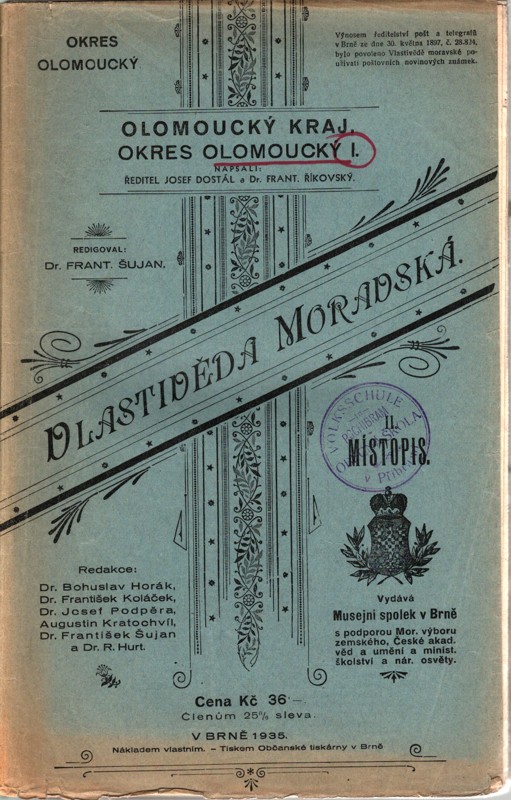 OKRES
OLOMOUCKÝ
Výnosem ředitelství pošt a telegrafů
v Brně ze dne 30. května 1897, č. 28.874,
bylo povoleno Vlastivědě moravské po-
užívati poštovních novinových známek.
OLOMOUCKÝ KRAJ.
OKRES OLOMOUCKÝ I.
NAPSALI:
ŘEDITEL JOSEF DOSTÁL a Dr. FRANT. ŘÍKOVSKÝ.
REDIGOVAL:
Dr. FRANT. ŠUJAN.
VLASTIVĚDA MORAVSKÁ.
II.
MÍSTOPIS.
VOLKSSCHULE
ŠKOLA
v
Redakce:
Dr. Bohuslav Horák,
Dr. František Koláček,
Dr. Josef Podpěra,
Augustin Kratochvíl,
Dr. František Šujan
a Dr. R. Hurt.
Vydává
Musejní spolek v Brně
s podporou Mor. výboru
zemského, České akad.
věd a umění a minist.
školství a nár. osvěty.
Cena Kč 36·—
Členům 25% sleva.
V BRNĚ 1935.
Nákladem vlastním. – Tiskem Občanské tiskárny v Brně